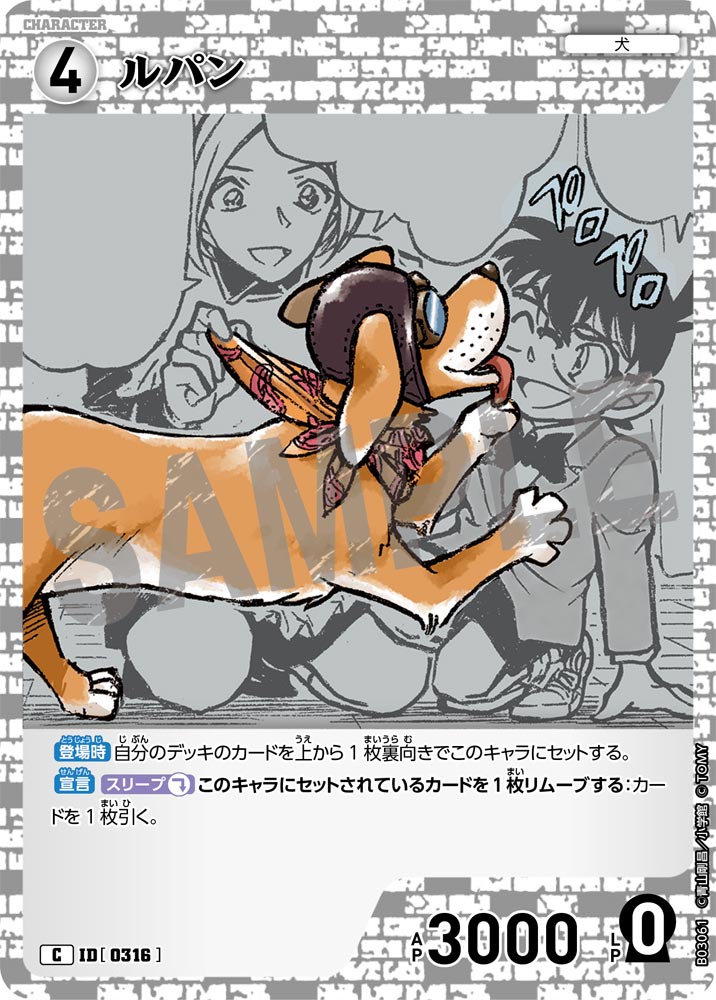 CHARACTER
犬
4
ルパン
ペロペロ
SAMPLE
登場時 自分のデッキのカードを上から1枚裏向きでこのキャラにセットする。
宣言 スリープ このキャラにセットされているカードを1枚リムーブする：カー
ドを1枚引く。
C ID[ 0316 ]
AP 3000
LP 0
B03061 ©青山剛昌／小学館 ©TOMY